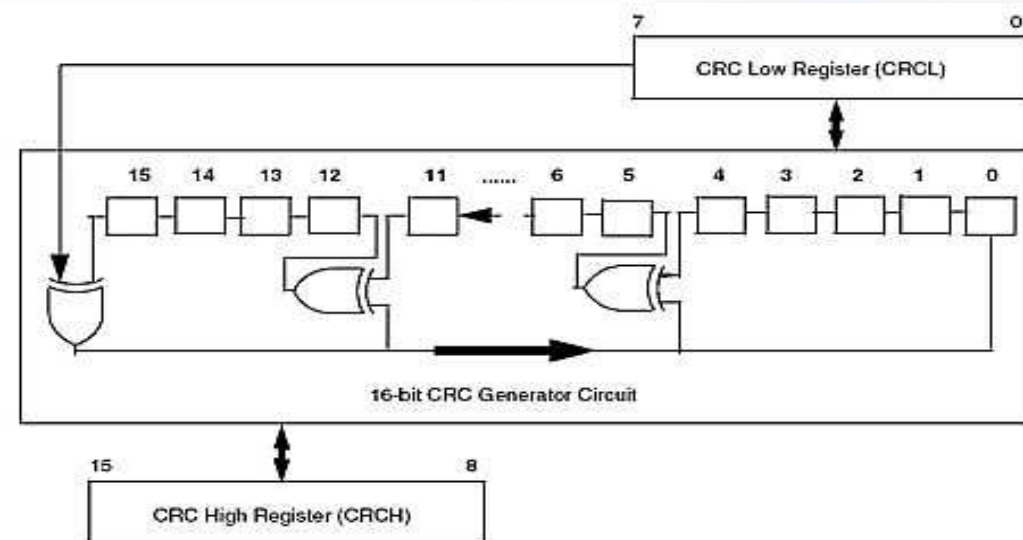 7 0
CRC Low Register (CRCL)
15 14 13 12 11 ...... 6 5 4 3 2 1 0
16-bit CRC Generator Circuit
15 8
CRC High Register (CRCH)